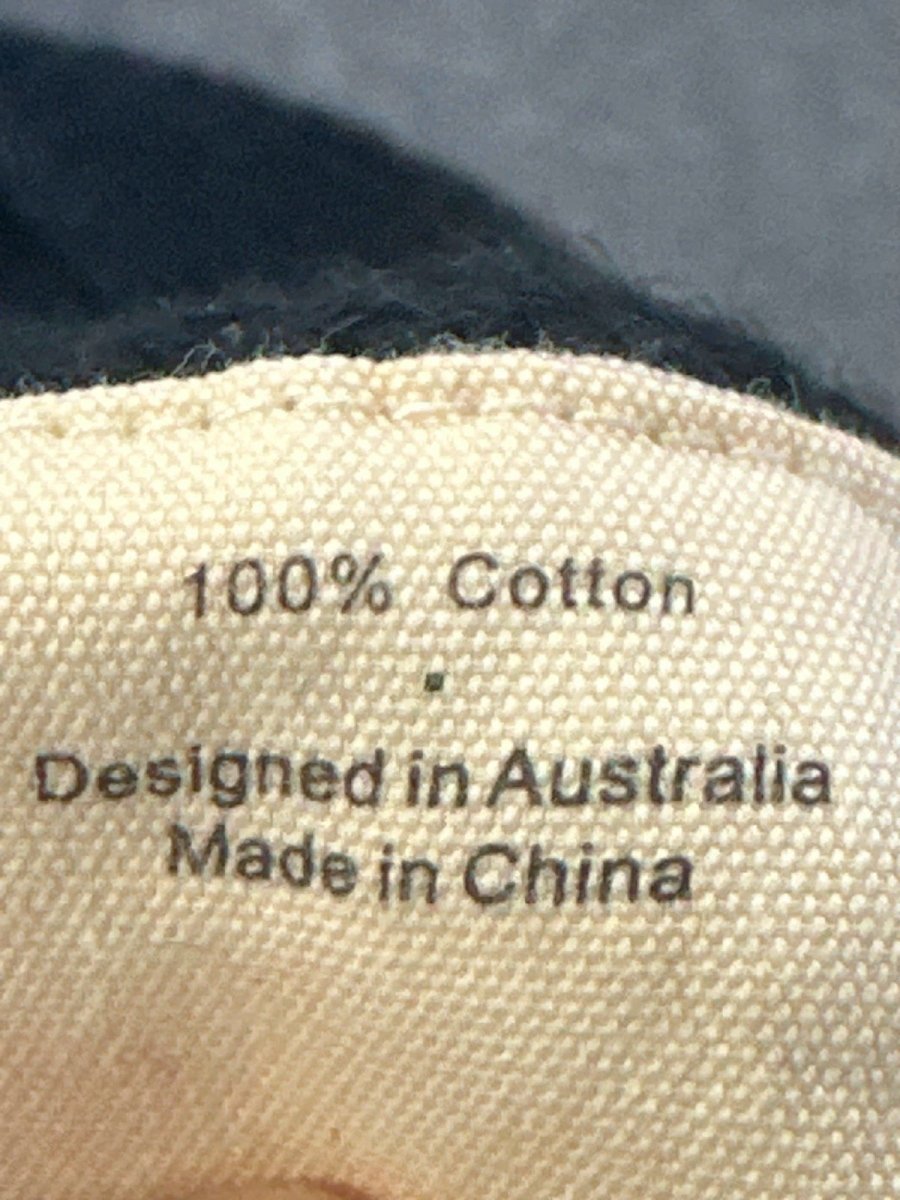 100% Cotton
Designed in Australia
Made in China